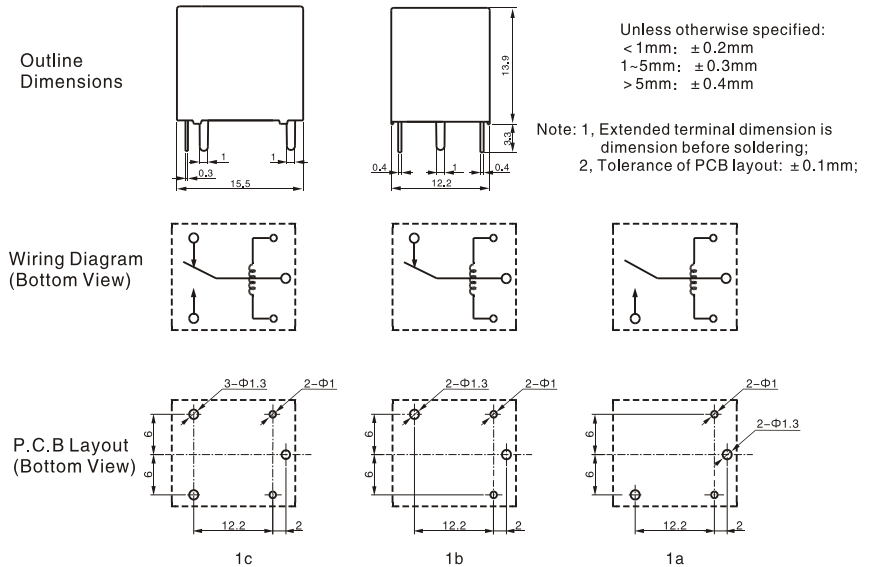 Outline
Dimensions
0.3
1
1
15.5
13.9
3.3
0.4
1
0.4
12.2
Unless otherwise specified:
<1mm: ±0.2mm
1~5mm: ±0.3mm
>5mm: ±0.4mm
Note: 1, Extended terminal dimension is
dimension before soldering;
2, Tolerance of PCB layout: ±0.1mm;
Wiring Diagram
(Bottom View)
P.C.B Layout
(Bottom View)
3-Φ1.3
2-Φ1
6
6
12.2
2
1c
2-Φ1.3
2-Φ1
6
6
12.2
2
1b
2-Φ1
2-Φ1.3
6
6
12.2
2
1a